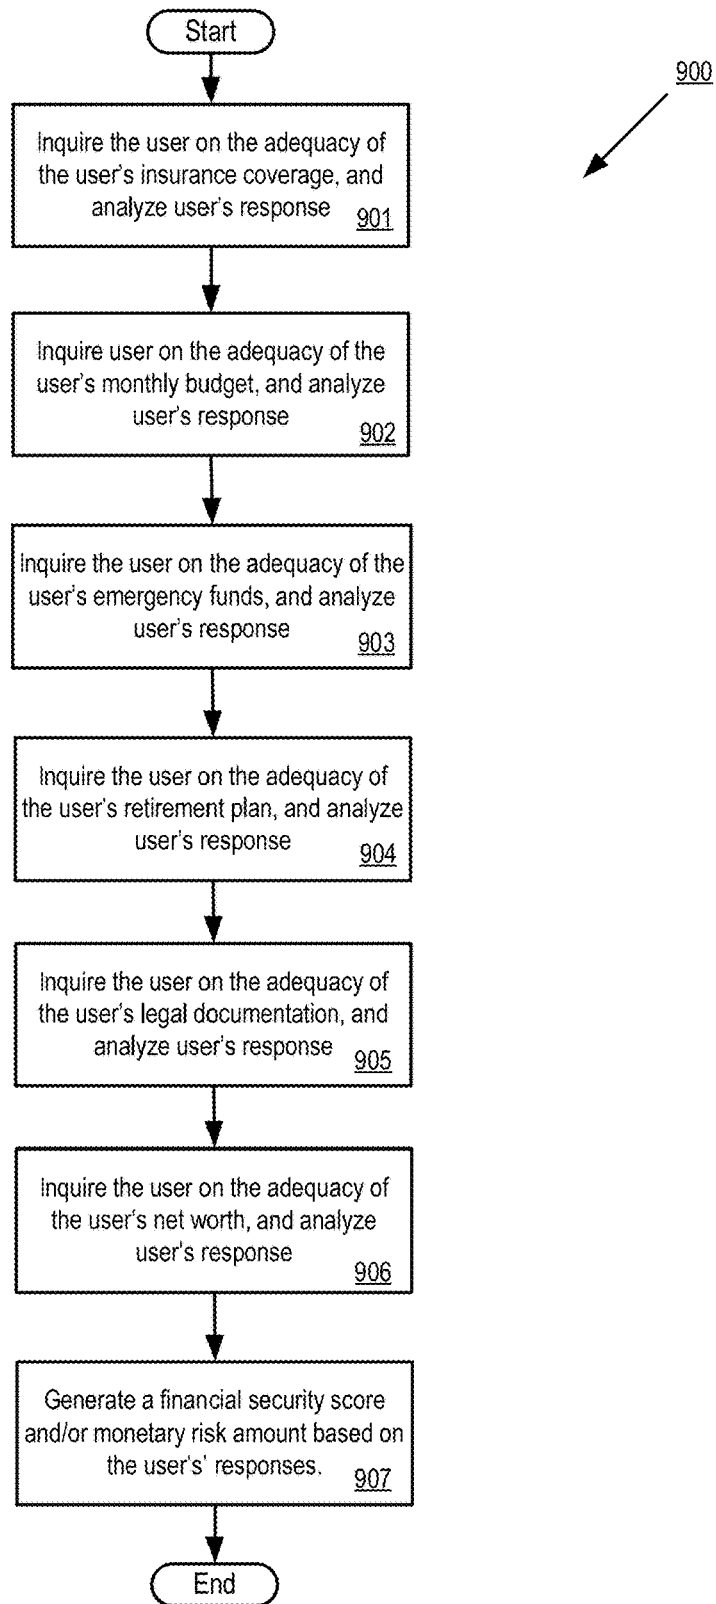 Start
900
Inquire the user on the adequacy of
the user's insurance coverage, and
analyze user's response
901
Inquire user on the adequacy of the
user's monthly budget, and analyze
user's response
902
Inquire the user on the adequacy of the
user's emergency funds, and analyze
user's response
903
Inquire the user on the adequacy of
the user's retirement plan, and analyze
user's response
904
Inquire the user on the adequacy of
the user's legal documentation, and
analyze user's response
905
Inquire the user on the adequacy of
the user's net worth, and analyze
user's response
906
Generate a financial security score
and/or monetary risk amount based on
the user's' responses.
907
End